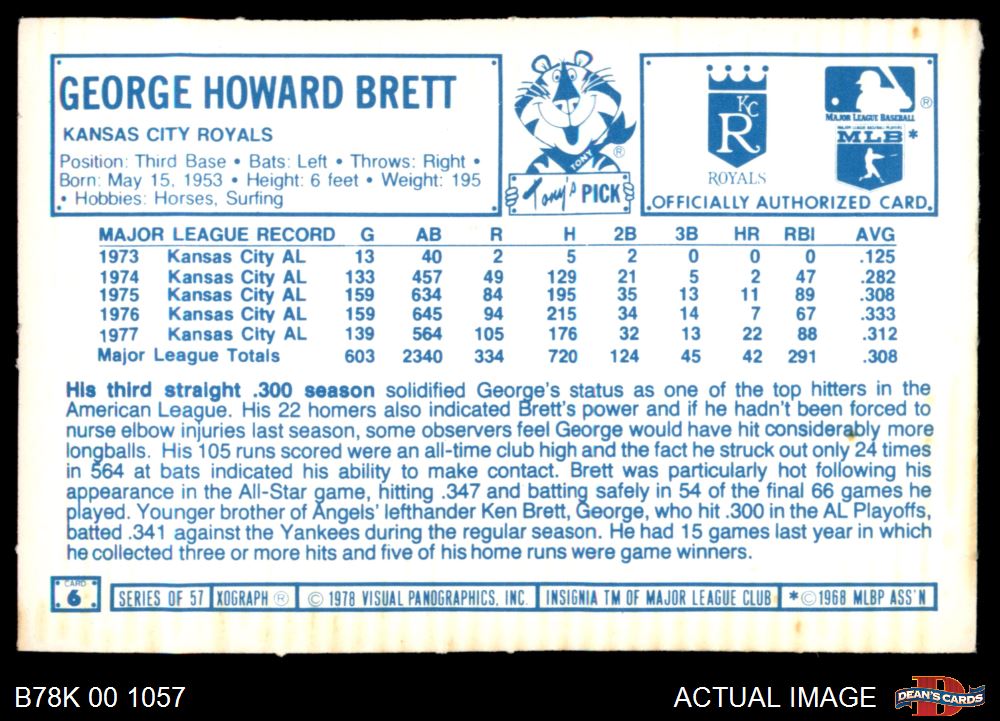 GEORGE HOWARD BRETT
KANSAS CITY ROYALS
Position: Third Base • Bats: Left • Throws: Right •
Born: May 15, 1953 • Height: 6 feet • Weight: 195
• Hobbies: Horses, Surfing
TONY ®
Tony's PICK
KC
R
ROYALS
®
MAJOR LEAGUE BASEBALL
MAJOR LEAGUE BASEBALL PLAYERS
MLB *
OFFICIALLY AUTHORIZED CARD
MAJOR LEAGUE RECORD G AB R H 2B 3B HR RBI AVG
1973 Kansas City AL 13 40 2 5 2 0 0 0 .125
1974 Kansas City AL 133 457 49 129 21 5 2 47 .282
1975 Kansas City AL 159 634 84 195 35 13 11 89 .308
1976 Kansas City AL 159 645 94 215 34 14 7 67 .333
1977 Kansas City AL 139 564 105 176 32 13 22 88 .312
Major League Totals 603 2340 334 720 124 45 42 291 .308
His third straight .300 season solidified George's status as one of the top hitters in the
American League. His 22 homers also indicated Brett's power and if he hadn't been forced to
nurse elbow injuries last season, some observers feel George would have hit considerably more
longballs. His 105 runs scored were an all-time club high and the fact he struck out only 24 times
in 564 at bats indicated his ability to make contact. Brett was particularly hot following his
appearance in the All-Star game, hitting .347 and batting safely in 54 of the final 66 games he
played. Younger brother of Angels' lefthander Ken Brett, George, who hit .300 in the AL Playoffs,
batted .341 against the Yankees during the regular season. He had 15 games last year in which
he collected three or more hits and five of his home runs were game winners.
CARD
6
SERIES OF 57 XOGRAPH ® © 1978 VISUAL PANOGRAPHICS, INC. INSIGNIA TM OF MAJOR LEAGUE CLUB * © 1968 MLBP ASS'N
B78K 00 1057
ACTUAL IMAGE
D
DEAN'S CARDS